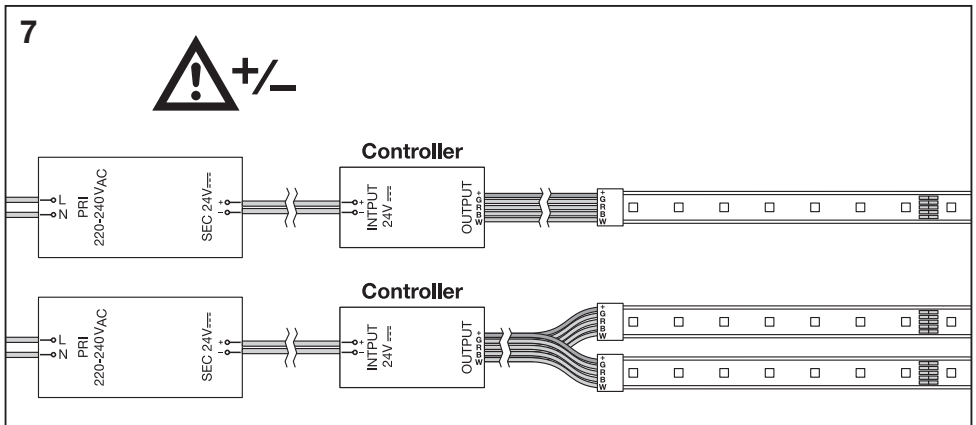 7
+/–
Controller
L
N
PRI
220-240VAC
SEC 24V
+
–
+
–
INTPUT
24V
OUTPUT
+
G
R
B
W
+
G
R
B
W
Controller
L
N
PRI
220-240VAC
SEC 24V
+
–
+
–
INTPUT
24V
OUTPUT
+
G
R
B
W
+
G
R
B
W
+
G
R
B
W